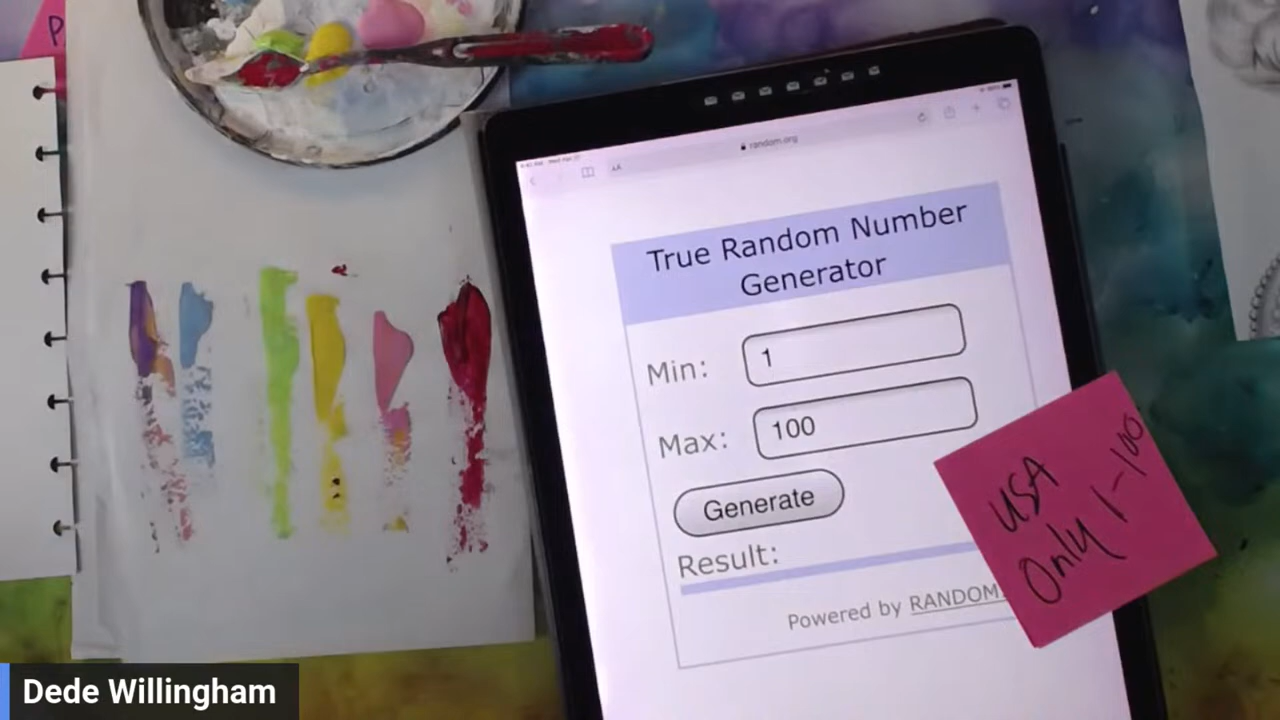 P
random.org
AA
True Random Number
Generator
Min: 1
Max: 100
Generate
Result:
Powered by RANDOM.
USA
Only 1-100
Dede Willingham